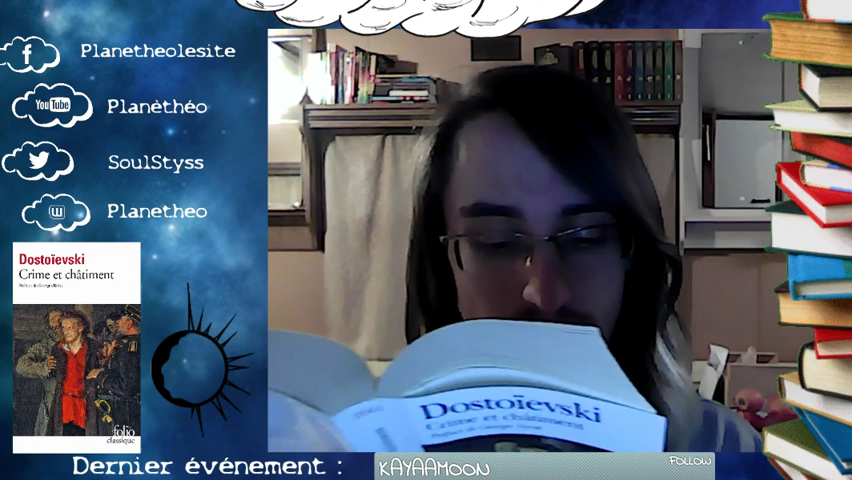 f Planetheolesite
YouTube Planèthéo
SoulStyss
w Planetheo
Dostoïevski
Crime et châtiment
folio
classique
Dostoïevski
Crime et châtiment
Dernier événement :
KAYAAMOON
FOLLOW